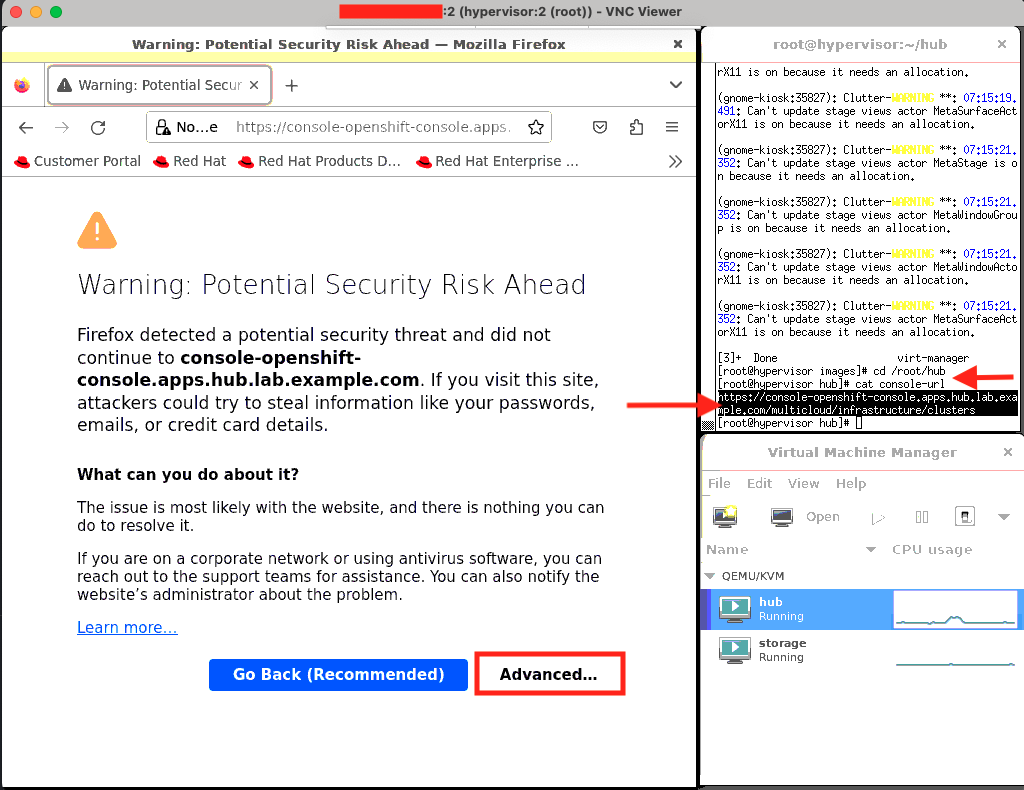 :2 (hypervisor:2 (root)) - VNC Viewer
Warning: Potential Security Risk Ahead — Mozilla Firefox
Warning: Potential Secur
No...e https://console-openshift-console.apps.
Customer Portal Red Hat Red Hat Products D... Red Hat Enterprise ...
Warning: Potential Security Risk Ahead
Firefox detected a potential security threat and did not
continue to console-openshift-
console.apps.hub.lab.example.com. If you visit this site,
attackers could try to steal information like your passwords,
emails, or credit card details.
What can you do about it?
The issue is most likely with the website, and there is nothing you can
do to resolve it.
If you are on a corporate network or using antivirus software, you can
reach out to the support teams for assistance. You can also notify the
website’s administrator about the problem.
Learn more...
Go Back (Recommended) Advanced...
root@hypervisor:~/hub
rX11 is on because it needs an allocation.
(gnome-kiosk:35827): Clutter-WARNING **: 07:15:19.
491: Can't update stage views actor MetaSurfaceAct
orX11 is on because it needs an allocation.
(gnome-kiosk:35827): Clutter-WARNING **: 07:15:21.
352: Can't update stage views actor MetaStage is o
n because it needs an allocation.
(gnome-kiosk:35827): Clutter-WARNING **: 07:15:21.
352: Can't update stage views actor MetaWindowGrou
p is on because it needs an allocation.
(gnome-kiosk:35827): Clutter-WARNING **: 07:15:21.
352: Can't update stage views actor MetaWindowActo
rX11 is on because it needs an allocation.
(gnome-kiosk:35827): Clutter-WARNING **: 07:15:21.
352: Can't update stage views actor MetaSurfaceAct
orX11 is on because it needs an allocation.
[3]+ Done virt-manager
[root@hypervisor images]# cd /root/hub
[root@hypervisor hub]# cat console-url
https://console-openshift-console.apps.hub.lab.exa
mple.com/multicloud/infrastructure/clusters
[root@hypervisor hub]#
Virtual Machine Manager
File Edit View Help
Open
Name CPU usage
QEMU/KVM
hub
Running
storage
Running